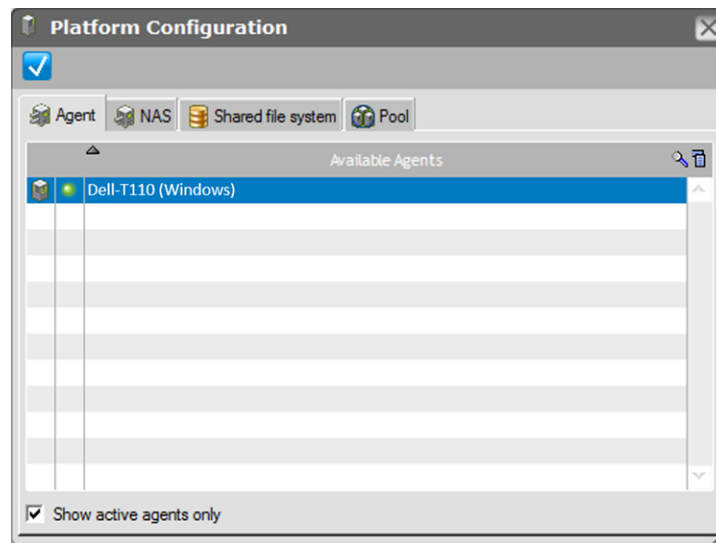 Platform Configuration
Agent NAS Shared file system Pool
Available Agents
Dell-T110 (Windows)
Show active agents only